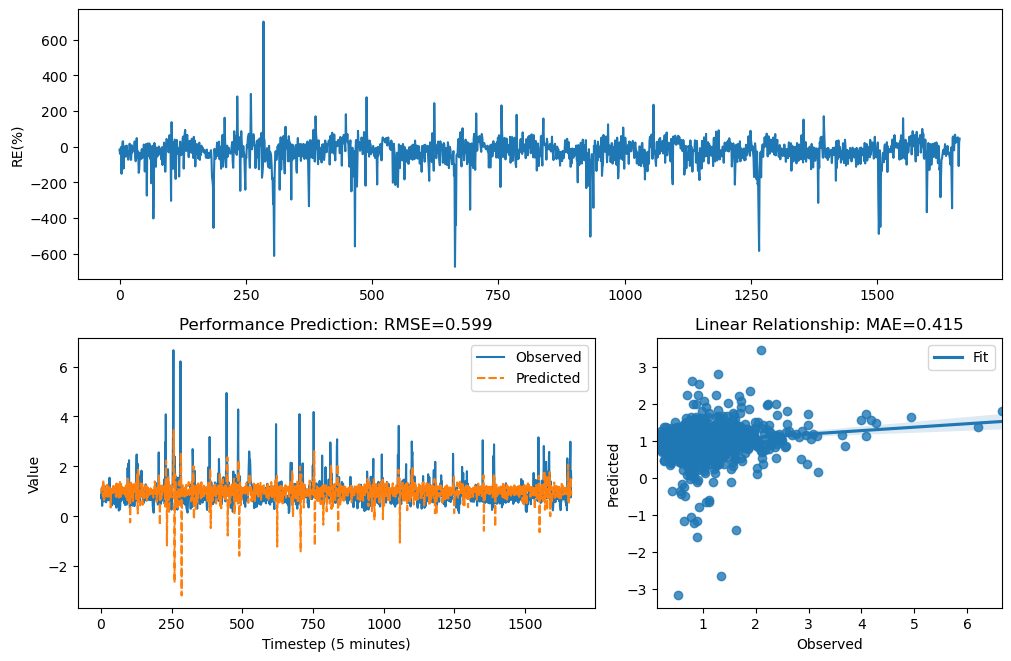 RE(%)
600
400
200
0
−200
−400
−600
0 250 500 750 1000 1250 1500
Performance Prediction: RMSE=0.599
Value
6
4
2
0
−2
Observed
Predicted
0 250 500 750 1000 1250 1500
Timestep (5 minutes)
Linear Relationship: MAE=0.415
Predicted
3
2
1
0
−1
−2
−3
Fit
1 2 3 4 5 6
Observed